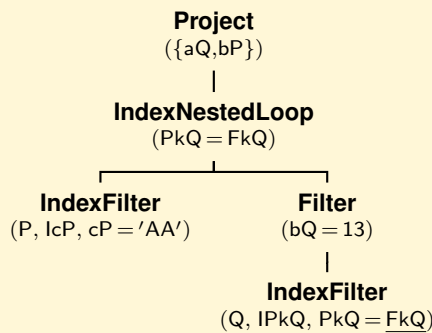 Project
({aQ,bP})
IndexNestedLoop
(PkQ = FkQ)
IndexFilter
(P, IcP, cP = 'AA')
Filter
(bQ = 13)
IndexFilter
(Q, IPkQ, PkQ = FkQ)